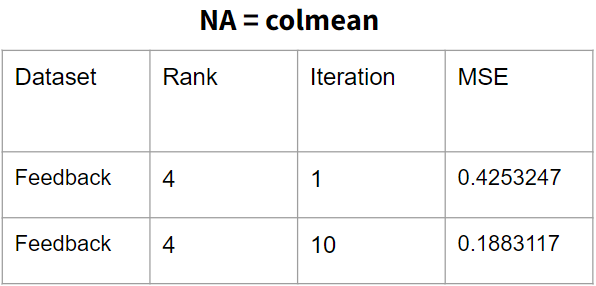 NA = colmean
Dataset Rank Iteration MSE
Feedback 4 1 0.4253247
Feedback 4 10 0.1883117